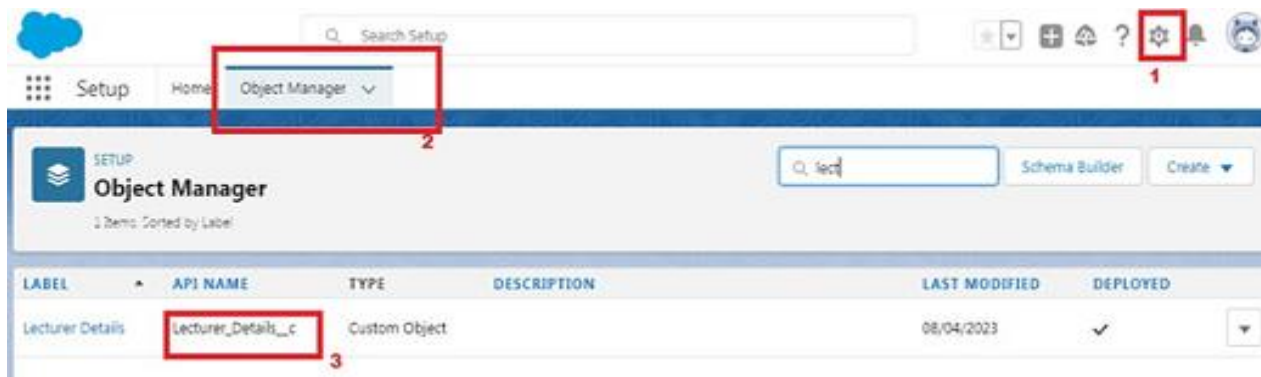 Search Setup
?
1
Setup Home Object Manager
2
SETUP
Object Manager
Items. Sorted by Label
lect
Schema Builder
Create
LABEL API NAME TYPE DESCRIPTION LAST MODIFIED DEPLOYED
Lecturer Details Lecturer_Details__c Custom Object 08/04/2023
3